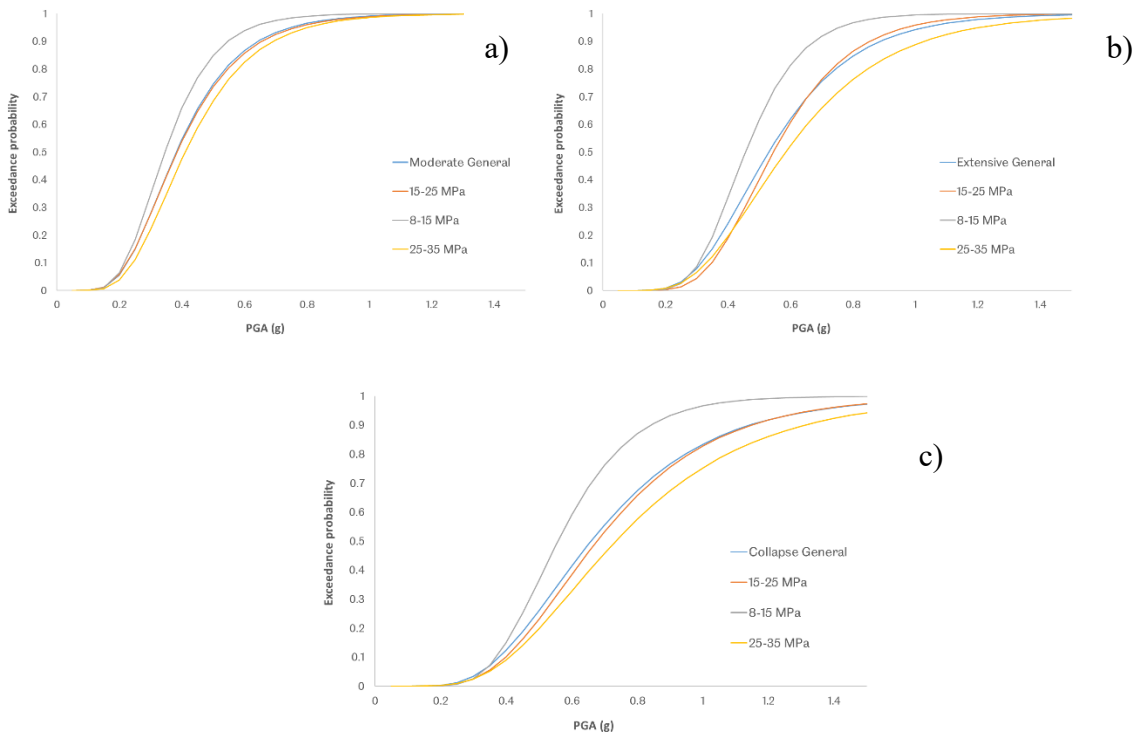 a)
Exceedance probability
1
0.9
0.8
0.7
0.6
0.5
0.4
0.3
0.2
0.1
0
0 0.2 0.4 0.6 0.8 1 1.2 1.4
PGA (g)
Moderate General
15-25 MPa
8-15 MPa
25-35 MPa
b)
Exceedance probability
1
0.9
0.8
0.7
0.6
0.5
0.4
0.3
0.2
0.1
0
0 0.2 0.4 0.6 0.8 1 1.2 1.4
PGA (g)
Extensive General
15-25 MPa
8-15 MPa
25-35 MPa
c)
Exceedance probability
1
0.9
0.8
0.7
0.6
0.5
0.4
0.3
0.2
0.1
0
0 0.2 0.4 0.6 0.8 1 1.2 1.4
PGA (g)
Collapse General
15-25 MPa
8-15 MPa
25-35 MPa